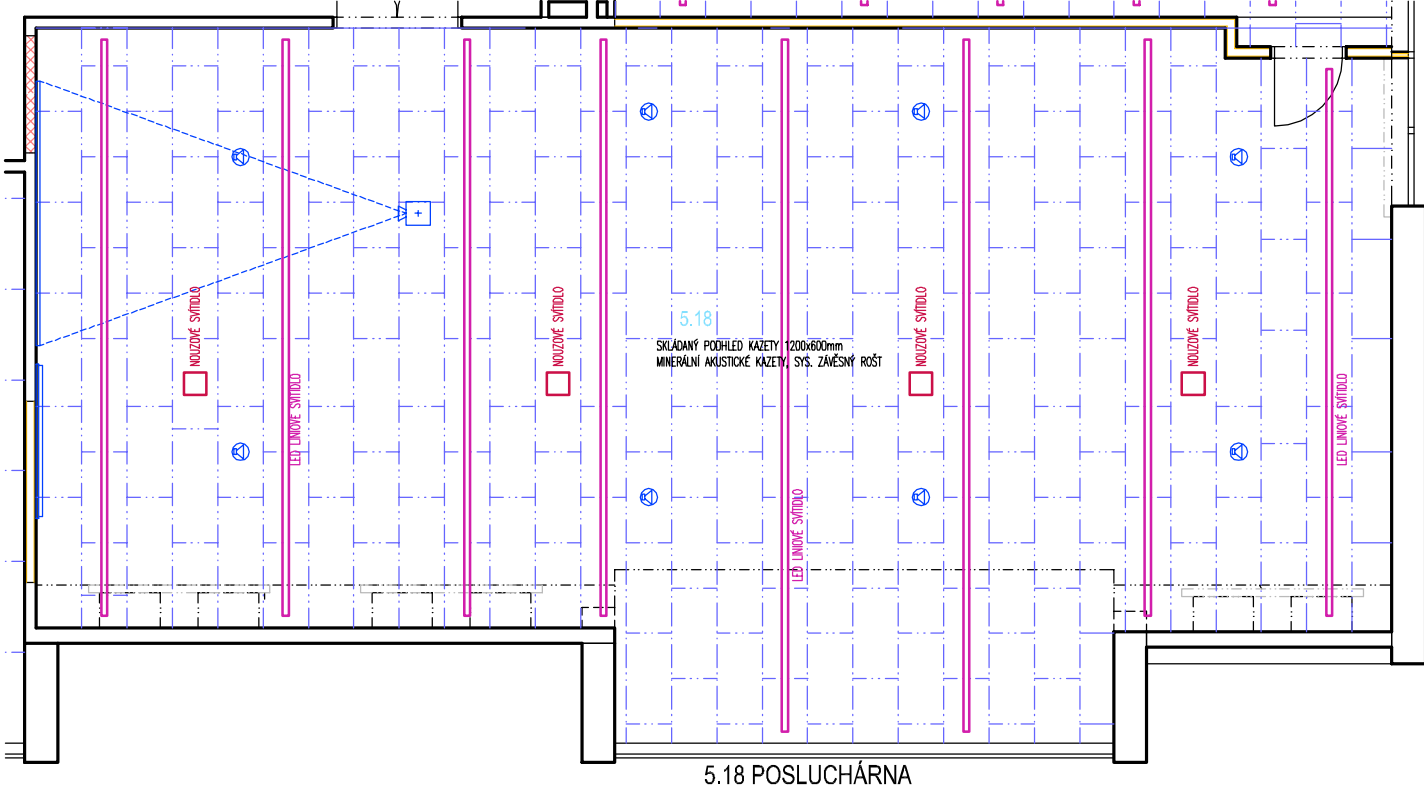 NOUZOVÉ SVÍTIDLO
NOUZOVÉ SVÍTIDLO
NOUZOVÉ SVÍTIDLO
NOUZOVÉ SVÍTIDLO
5.18
SKLÁDANÝ PODHLED KAZETY 1200x600mm
MINERÁLNÍ AKUSTICKÉ KAZETY, SYS. ZÁVĚSNÝ ROŠT
LED LINIOVÉ SVÍTIDLO
LED LINIOVÉ SVÍTIDLO
LED LINIOVÉ SVÍTIDLO
5.18 POSLUCHÁRNA